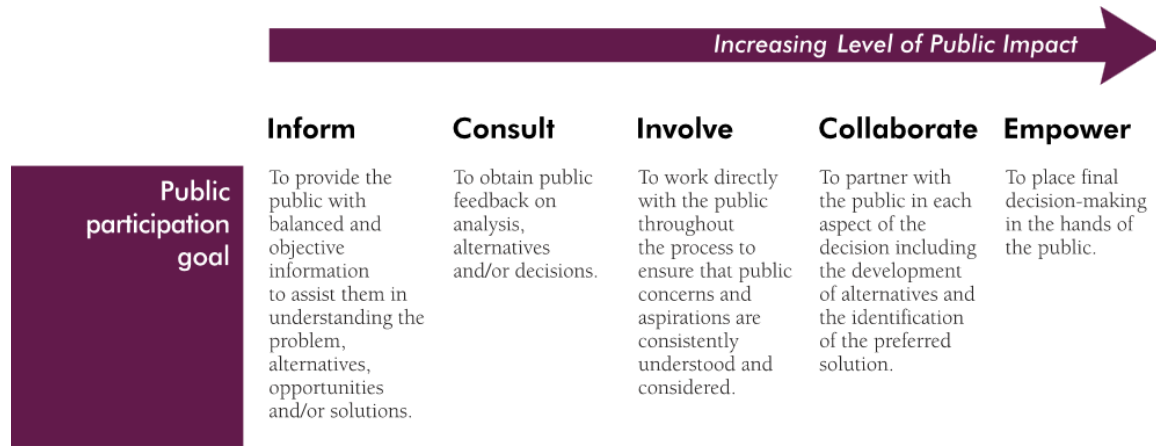 Increasing Level of Public Impact
Inform
Consult
Involve
Collaborate
Empower
Public
participation
goal
To provide the
public with
balanced and
objective
information
to assist them in
understanding the
problem,
alternatives,
opportunities
and/or solutions.
To obtain public
feedback on
analysis,
alternatives
and/or decisions.
To work directly
with the public
throughout
the process to
ensure that public
concerns and
aspirations are
consistently
understood and
considered.
To partner with
the public in each
aspect of the
decision including
the development
of alternatives and
the identification
of the preferred
solution.
To place final
decision-making
in the hands of
the public.